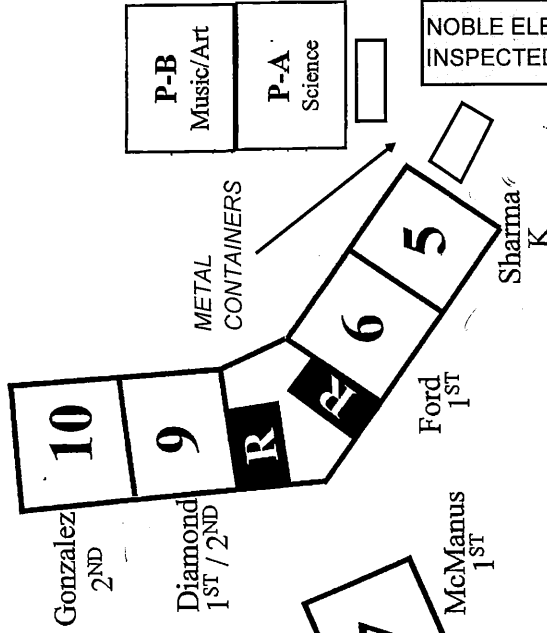 P-B
Music/Art
P-A
Science
NOBLE ELE
INSPECTED
METAL
CONTAINERS
5
Sharma
K
6
Ford
1ST
R
R
10
Gonzalez
2ND
9
Diamond
1ST / 2ND
McManus
1ST